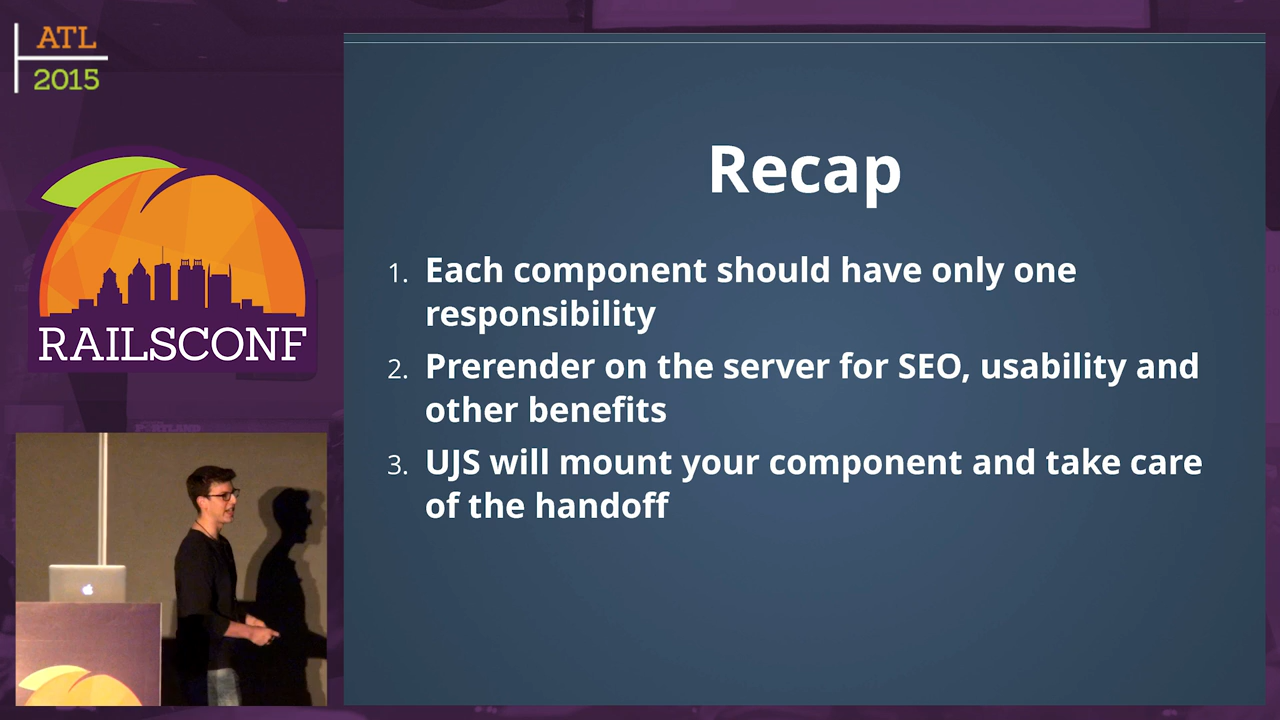 ATL
2015
RAILSCONF
Recap
1. Each component should have only one
responsibility
2. Prerender on the server for SEO, usability and
other benefits
3. UJS will mount your component and take care
of the handoff
PORTLAND